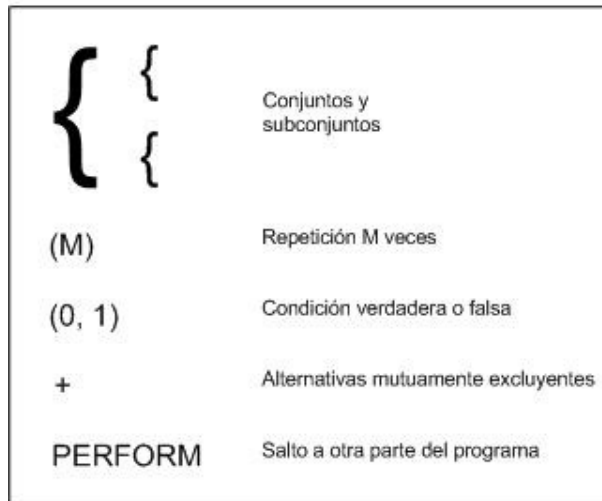 { {
Conjuntos y
subconjuntos
{
(M) Repetición M veces
(0, 1) Condición verdadera o falsa
+ Alternativas mutuamente excluyentes
PERFORM Salto a otra parte del programa